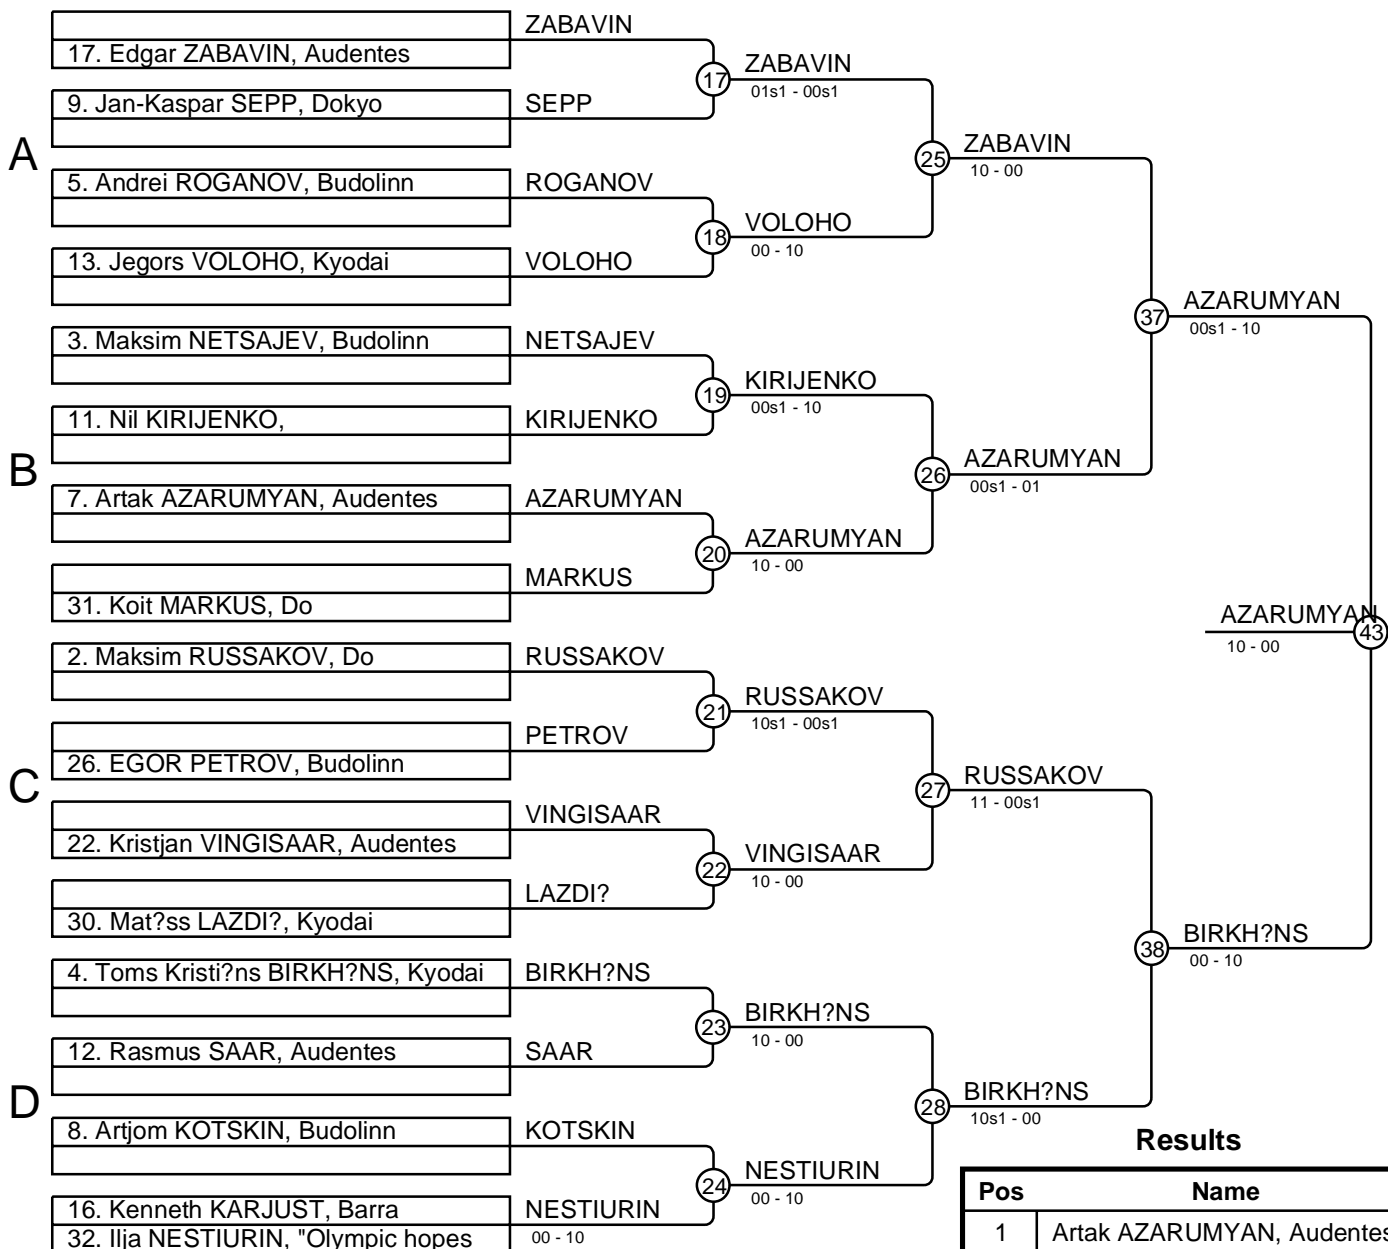 ZABAVIN
17. Edgar ZABAVIN, Audentes
17
ZABAVIN
01s1 - 00s1
9. Jan-Kaspar SEPP, Dokyo
SEPP
A
25
ZABAVIN
10 - 00
5. Andrei ROGANOV, Budolinn
ROGANOV
18
VOLOHO
00 - 10
13. Jegors VOLOHO, Kyodai
VOLOHO
37
AZARUMYAN
00s1 - 10
3. Maksim NETSAJEV, Budolinn
NETSAJEV
19
KIRIJENKO
00s1 - 10
11. Nil KIRIJENKO,
KIRIJENKO
B
26
AZARUMYAN
00s1 - 01
7. Artak AZARUMYAN, Audentes
AZARUMYAN
20
AZARUMYAN
10 - 00
MARKUS
31. Koit MARKUS, Do
AZARUMYAN
43
10 - 00
2. Maksim RUSSAKOV, Do
RUSSAKOV
21
RUSSAKOV
10s1 - 00s1
PETROV
26. EGOR PETROV, Budolinn
C
27
RUSSAKOV
11 - 00s1
VINGISAAR
22. Kristjan VINGISAAR, Audentes
22
VINGISAAR
10 - 00
LAZDI?
30. Mat?ss LAZDI?, Kyodai
38
BIRKH?NS
00 - 10
4. Toms Kristi?ns BIRKH?NS, Kyodai
BIRKH?NS
23
BIRKH?NS
10 - 00
12. Rasmus SAAR, Audentes
SAAR
D
28
BIRKH?NS
10s1 - 00
8. Artjom KOTSKIN, Budolinn
KOTSKIN
24
NESTIURIN
00 - 10
16. Kenneth KARJUST, Barra
NESTIURIN
32. Ilja NESTIURIN, "Olympic hopes
00 - 10
Results
Pos Name
1 Artak AZARUMYAN, Audentes